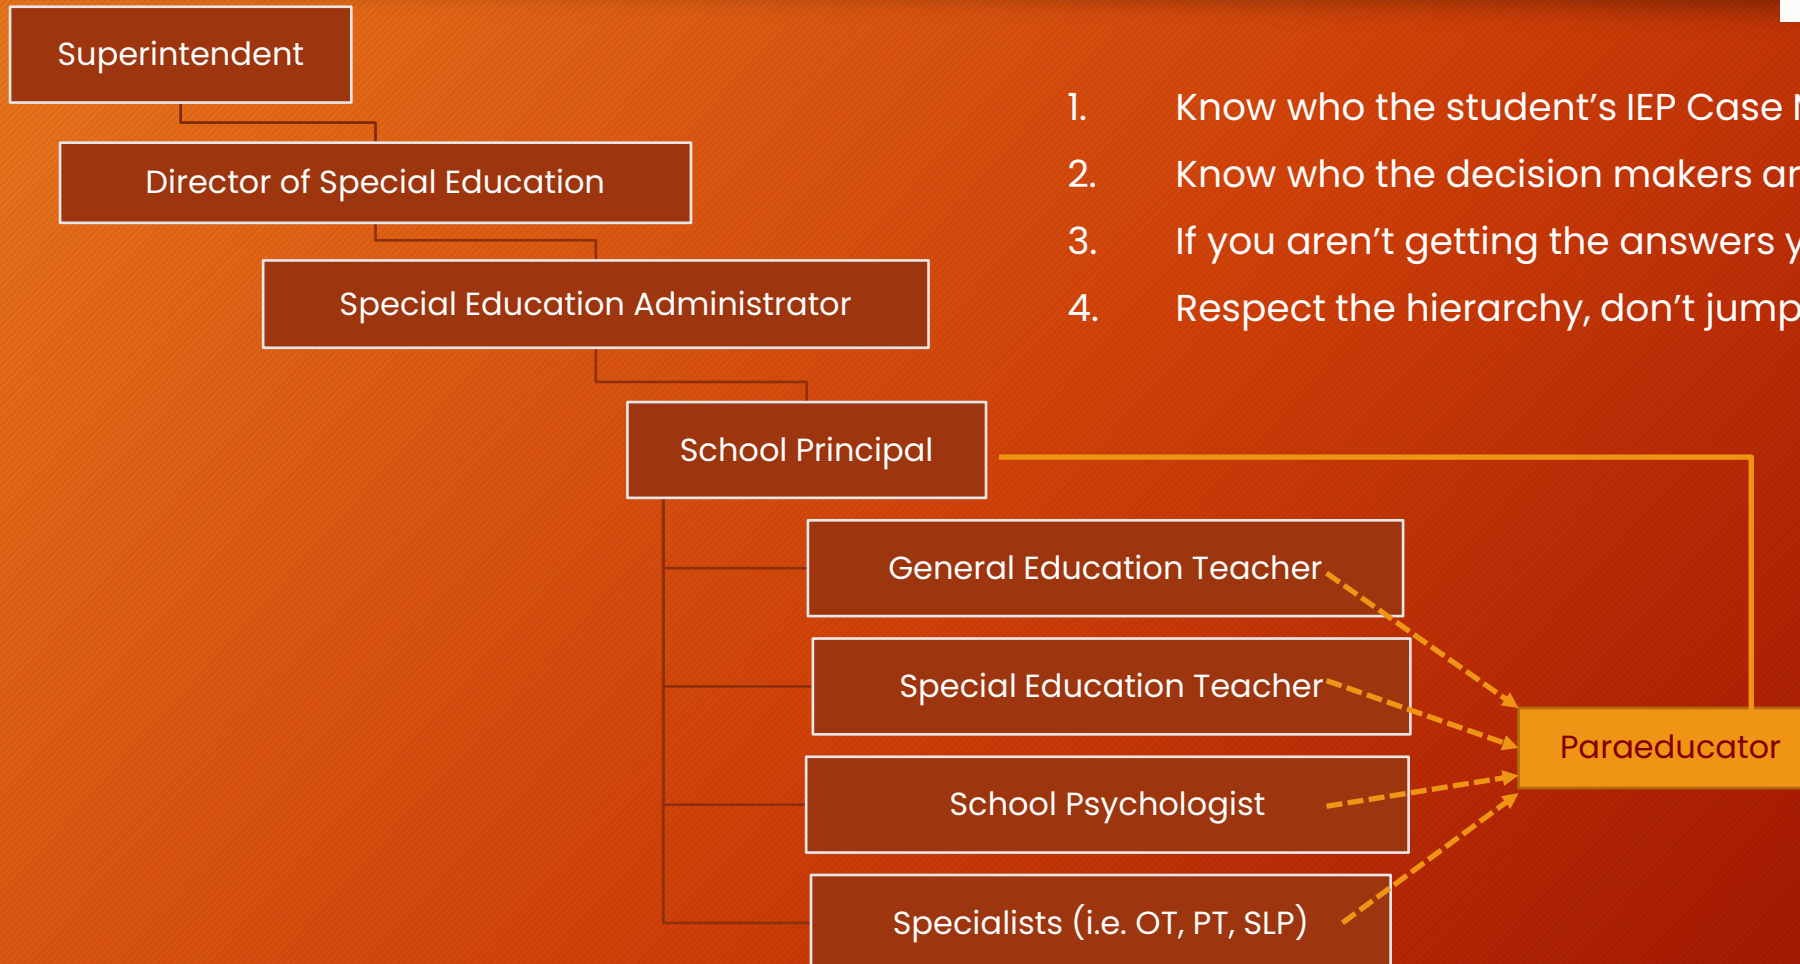 Superintendent
Director of Special Education
Special Education Administrator
School Principal
General Education Teacher
Special Education Teacher
School Psychologist
Specialists (i.e. OT, PT, SLP)
Paraeducator
1. Know who the student’s IEP Case
2. Know who the decision makers
3. If you aren’t getting the answers
4. Respect the hierarchy, don’t jump